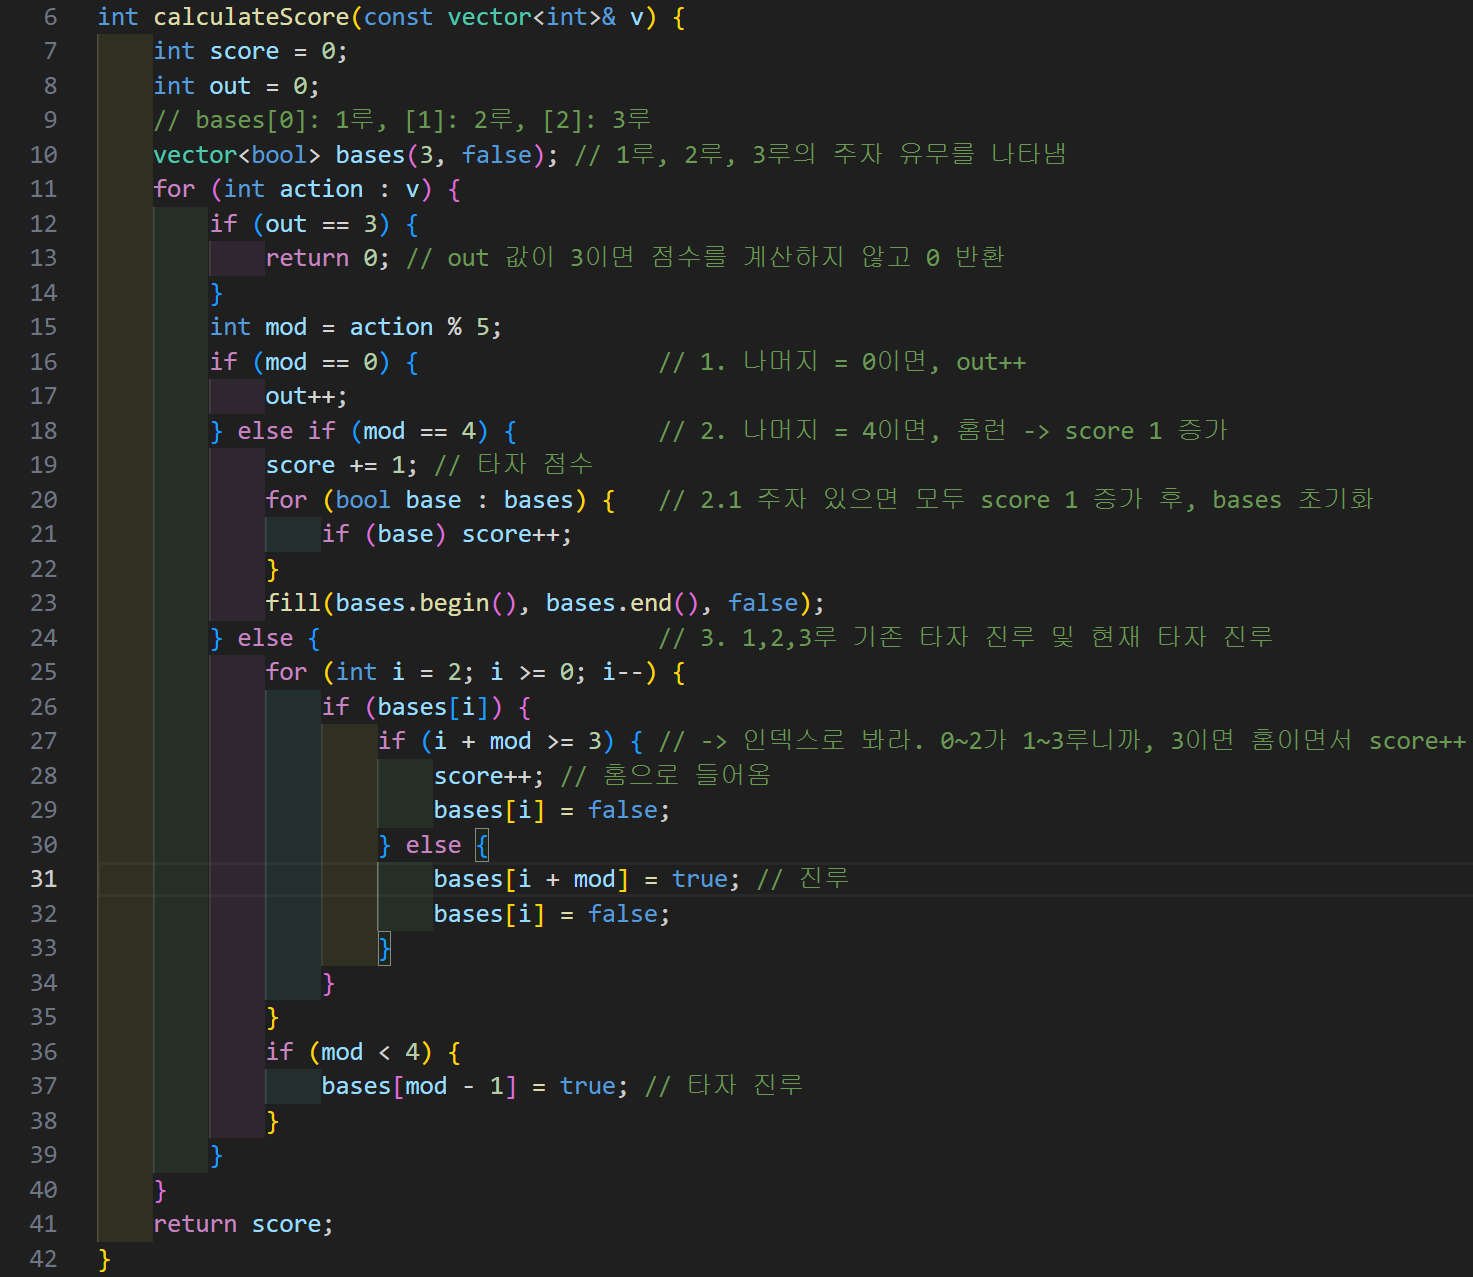 6 int calculateScore(const vector<int>& v) {
7     int score = 0;
8     int out = 0;
9     // bases[0]: 1루, [1]: 2루, [2]: 3루
10     vector<bool> bases(3, false); // 1루, 2루, 3루의 주자 유무를 나타냄
11     for (int action : v) {
12         if (out == 3) {
13             return 0; // out 값이 3이면 점수를 계산하지 않고 0 반환
14         }
15         int mod = action % 5;
16         if (mod == 0) {                 // 1. 나머지 = 0이면, out++
17             out++;
18         } else if (mod == 4) {          // 2. 나머지 = 4이면, 홈런 -> score 1 증가
19             score += 1; // 타자 점수
20             for (bool base : bases) {   // 2.1 주자 있으면 모두 score 1 증가 후, bases 초기화
21                 if (base) score++;
22             }
23             fill(bases.begin(), bases.end(), false);
24         } else {                        // 3. 1,2,3루 기존 타자 진루 및 현재 타자 진루
25             for (int i = 2; i >= 0; i--) {
26                 if (bases[i]) {
27                     if (i + mod >= 3) { // -> 인덱스로 봐라. 0~2가 1~3루니까, 3이면 홈이면서 score++
28                         score++; // 홈으로 들어옴
29                         bases[i] = false;
30                     } else {
31                         bases[i + mod] = true; // 진루
32                         bases[i] = false;
33                     }
34                 }
35             }
36             if (mod < 4) {
37                 bases[mod - 1] = true; // 타자 진루
38             }
39         }
40     }
41     return score;
42 }